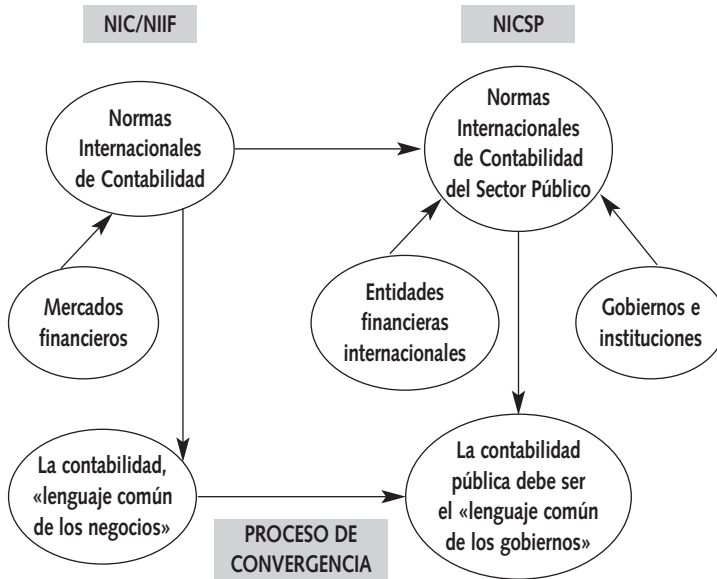 NIC/NIIF
NICSP
Normas
Internacionales
de Contabilidad
Normas
Internacionales
de Contabilidad
del Sector Público
Mercados
financieros
Entidades
financieras
internacionales
Gobiernos e
instituciones
La contabilidad,
«lenguaje común
de los negocios»
La contabilidad
pública debe ser
el «lenguaje común
de los gobiernos»
PROCESO DE
CONVERGENCIA